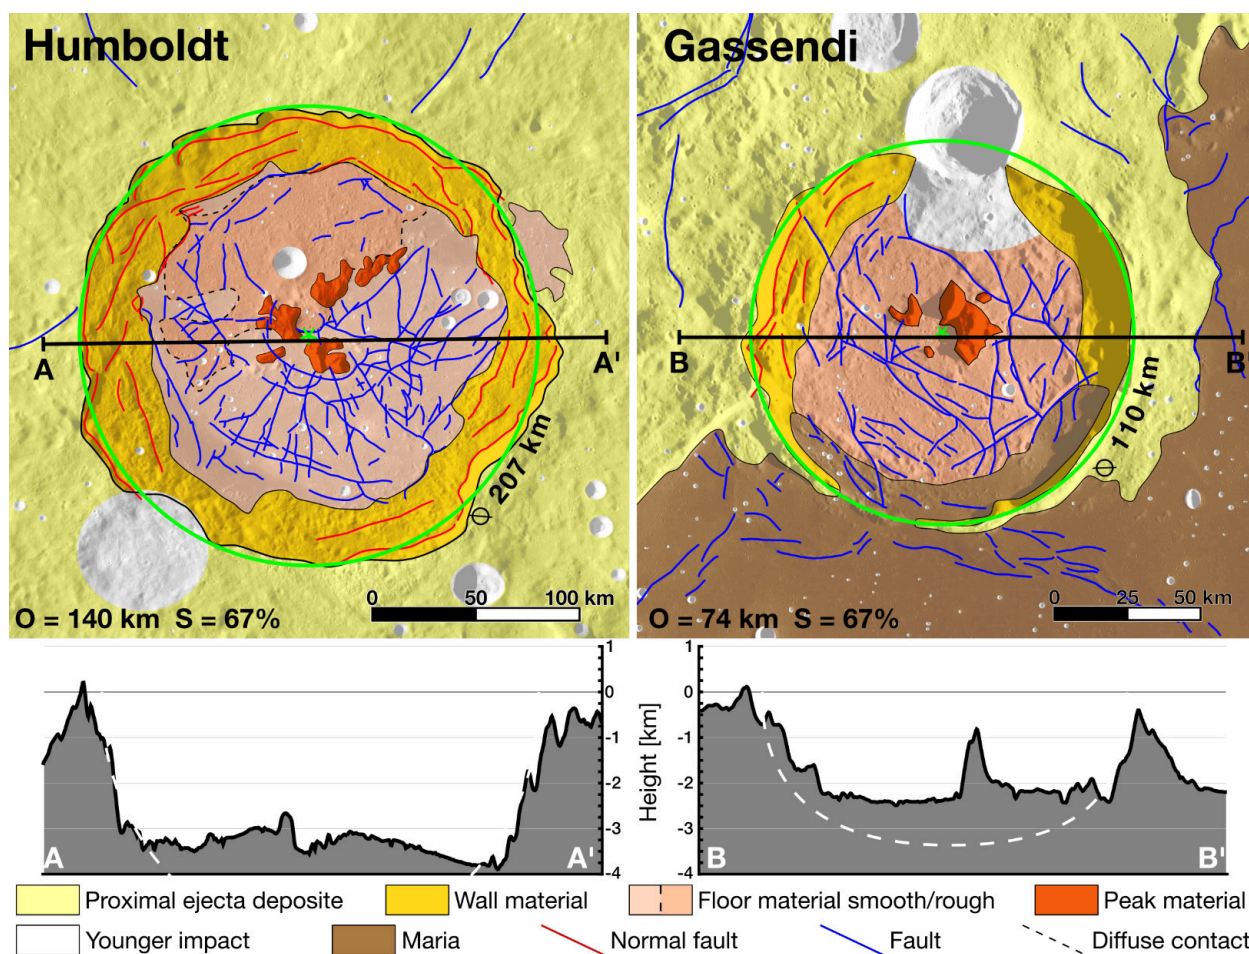 Humboldt
Gassendi
A
A'
B
B
Ø 207 km
Ø 110 km
0 50 100 km
O = 140 km S = 67%
0 25 50 km
O = 74 km S = 67%
1
0
-1
-2
-3
-4
A
A'
Height [km]
1
0
-1
-2
-3
-4
B
B'
Proximal ejecta deposite
Wall material
Floor material smooth/rough
Peak material
Younger impact
Maria
Normal fault
Fault
Diffuse contact